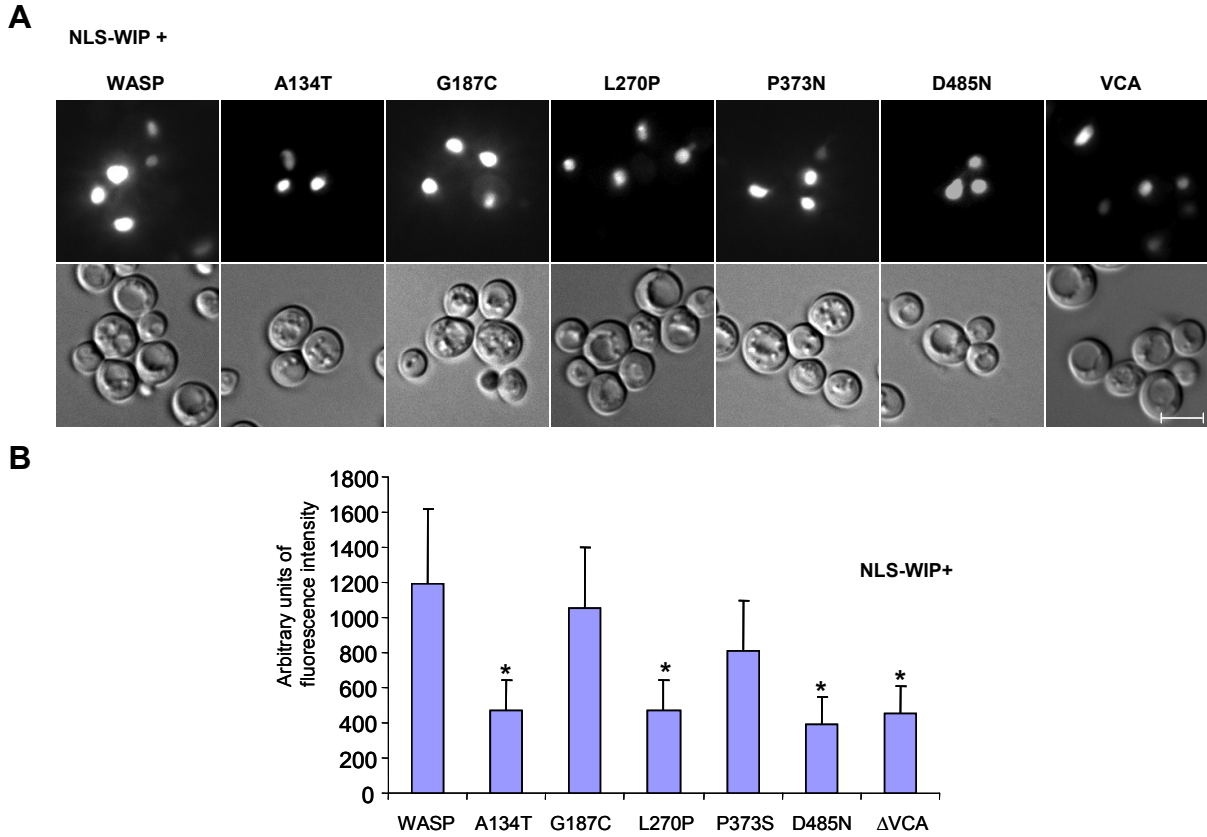 A
NLS-WIP +
WASP A134T G187C L270P P373N D485N VCA
B
Arbitrary units of
fluorescence intensity
1800
1600
1400
1200
1000
800
600
400
200
0
NLS-WIP+
* * * *
WASP A134T G187C L270P P373S D485N ΔVCA